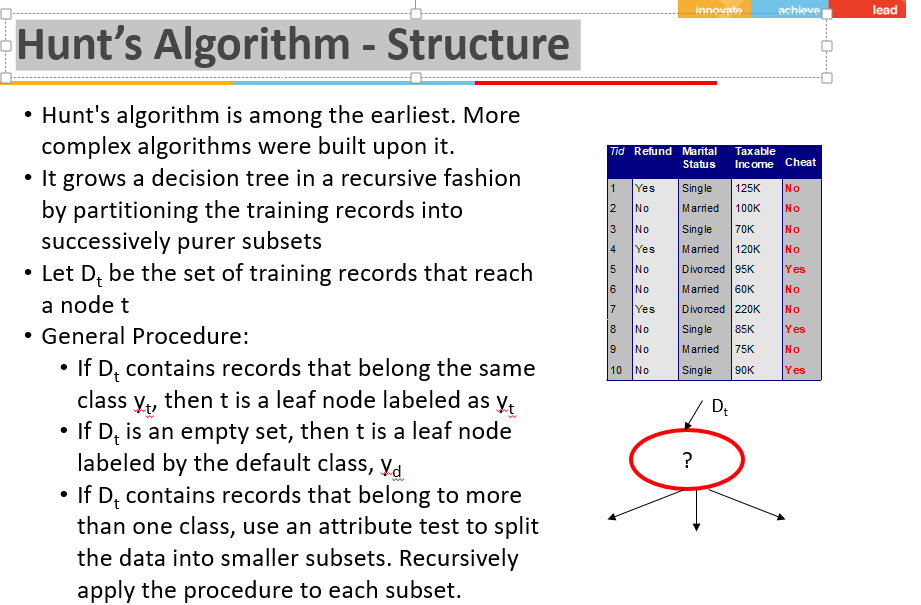 innovate achieve lead
Hunt's Algorithm - Structure
• Hunt's algorithm is among the earliest. More
complex algorithms were built upon it.
• It grows a decision tree in a recursive fashion
by partitioning the training records into
successively purer subsets
• Let Dt be the set of training records that reach
a node t
• General Procedure:
• If Dt contains records that belong the same
class yt, then t is a leaf node labeled as yt
• If Dt is an empty set, then t is a leaf node
labeled by the default class, yd
• If Dt contains records that belong to more
than one class, use an attribute test to split
the data into smaller subsets. Recursively
apply the procedure to each subset.
Tid Refund Marital Status Taxable Income Cheat
1 Yes Single 125K No
2 No Married 100K No
3 No Single 70K No
4 Yes Married 120K No
5 No Divorced 95K Yes
6 No Married 60K No
7 Yes Divorced 220K No
8 No Single 85K Yes
9 No Married 75K No
10 No Single 90K Yes
Dt
?